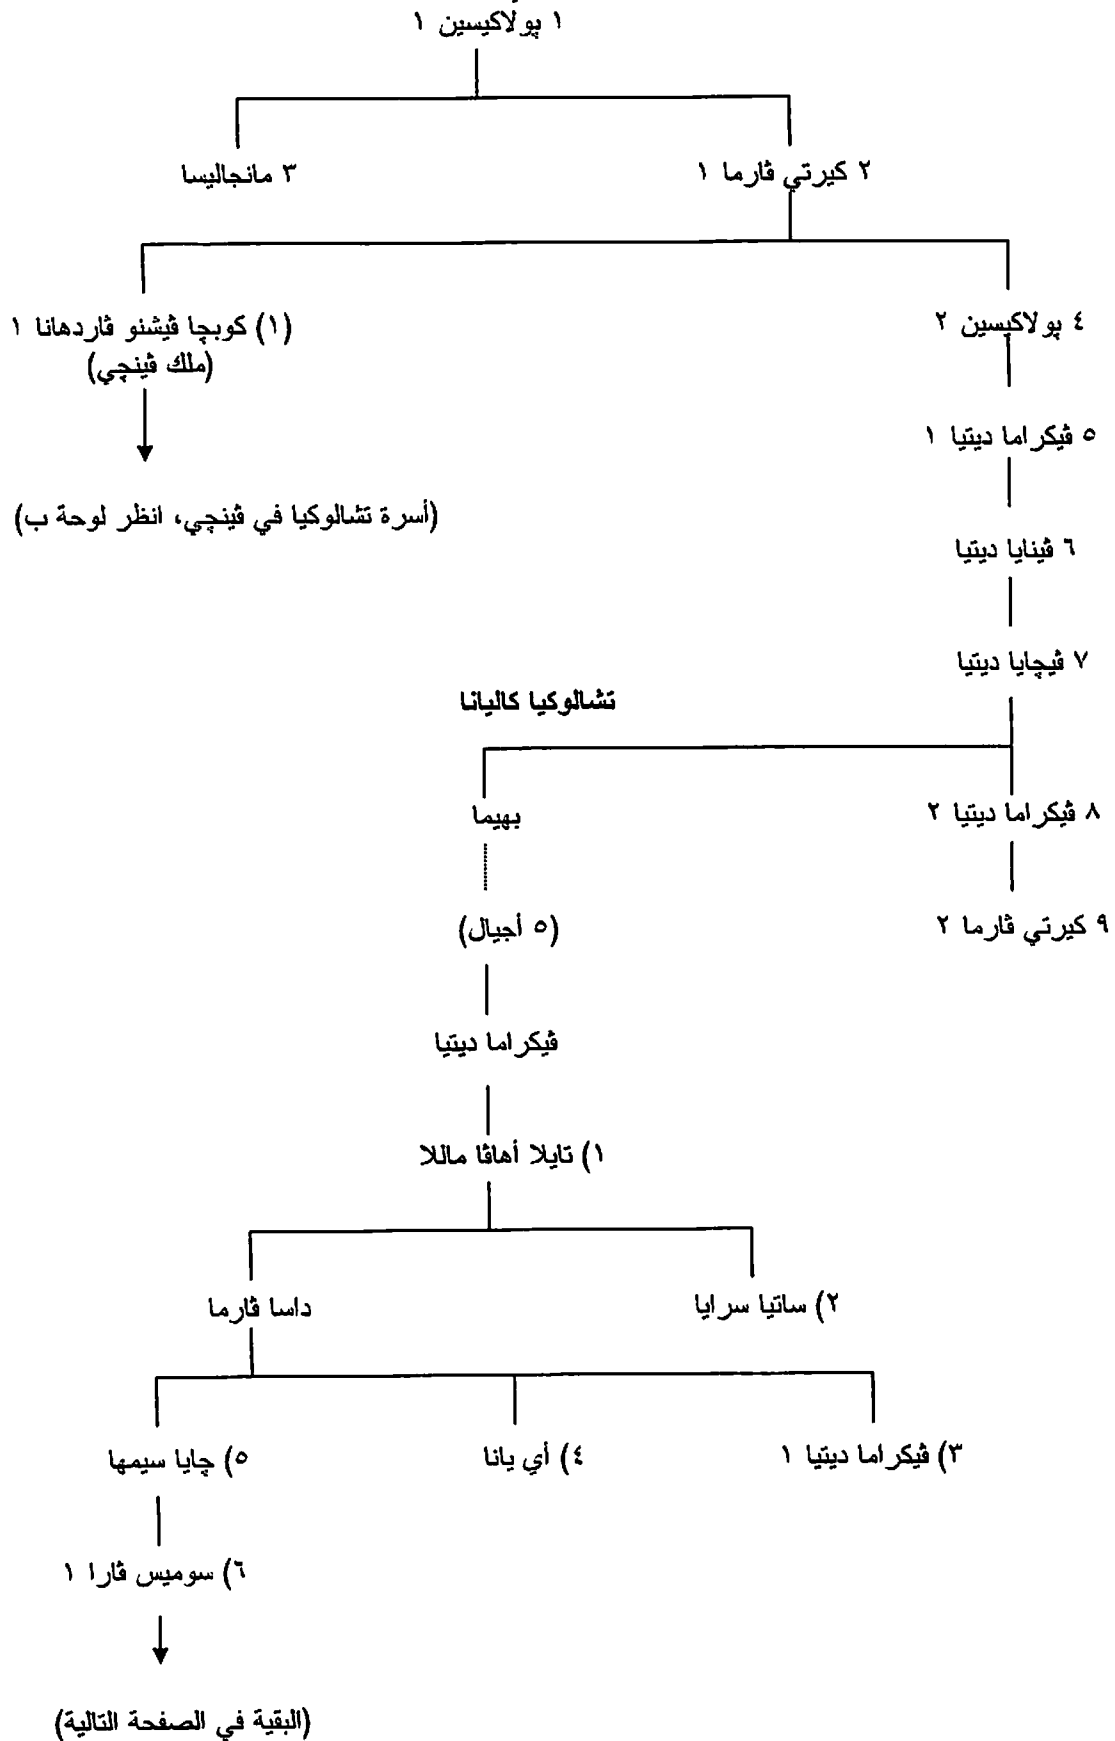 ١ پولاكيسين ١
٢ كيرتي ڤارما ١
٣ مانجاليسا
٤ پولاكيسين ٢
(١) كوبچا ڤيشنو ڤاردهانا ١
(ملك ڤينچي)
٥ ڤيكراما ديتيا ١
(أسرة تشالوكيا في ڤينچي، انظر لوحة ب)
٦ ڤينايا ديتيا
٧ ڤيچايا ديتيا
تشالوكيا كاليانا
٨ ڤيكراما ديتيا ٢
بهيما
٩ كيرتي ڤارما ٢
(٥ أجيال)
ڤيكراما ديتيا
١) تايلا أهاڤا ماللا
٢) ساتيا سرايا
داسا ڤارما
٣) ڤيكراما ديتيا ١
٤) أي يانا
٥) چايا سيمها
٦) سوميس ڤارا ١
(البقية في الصفحة التالية)